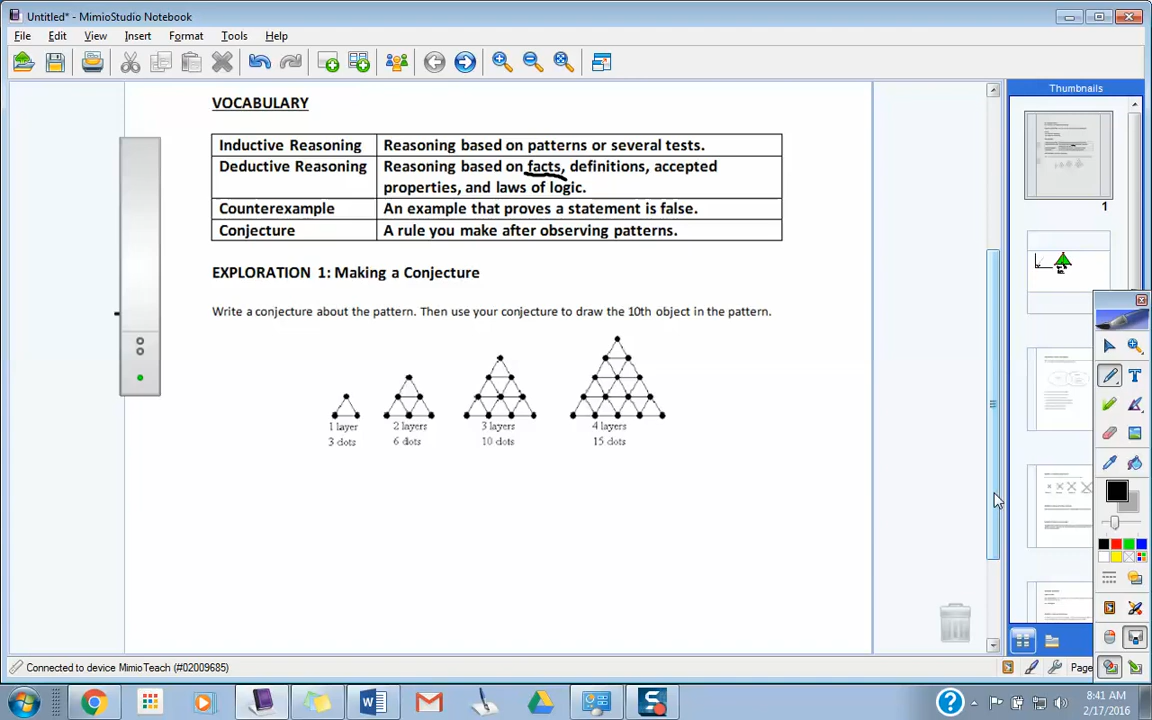 Untitled* - MimioStudio Notebook
File Edit View Insert Format Tools Help
VOCABULARY
Inductive Reasoning Reasoning based on patterns or several tests.
Deductive Reasoning Reasoning based on facts, definitions, accepted
properties, and laws of logic.
Counterexample An example that proves a statement is false.
Conjecture A rule you make after observing patterns.
EXPLORATION 1: Making a Conjecture
Write a conjecture about the pattern. Then use your conjecture to draw the 10th object in the pattern.
1 layer 2 layers 3 layers 4 layers
3 dots 6 dots 10 dots 15 dots
Thumbnails
1
Connected to device MimioTeach (#02009685)
Page
8:41 AM
2/17/2016